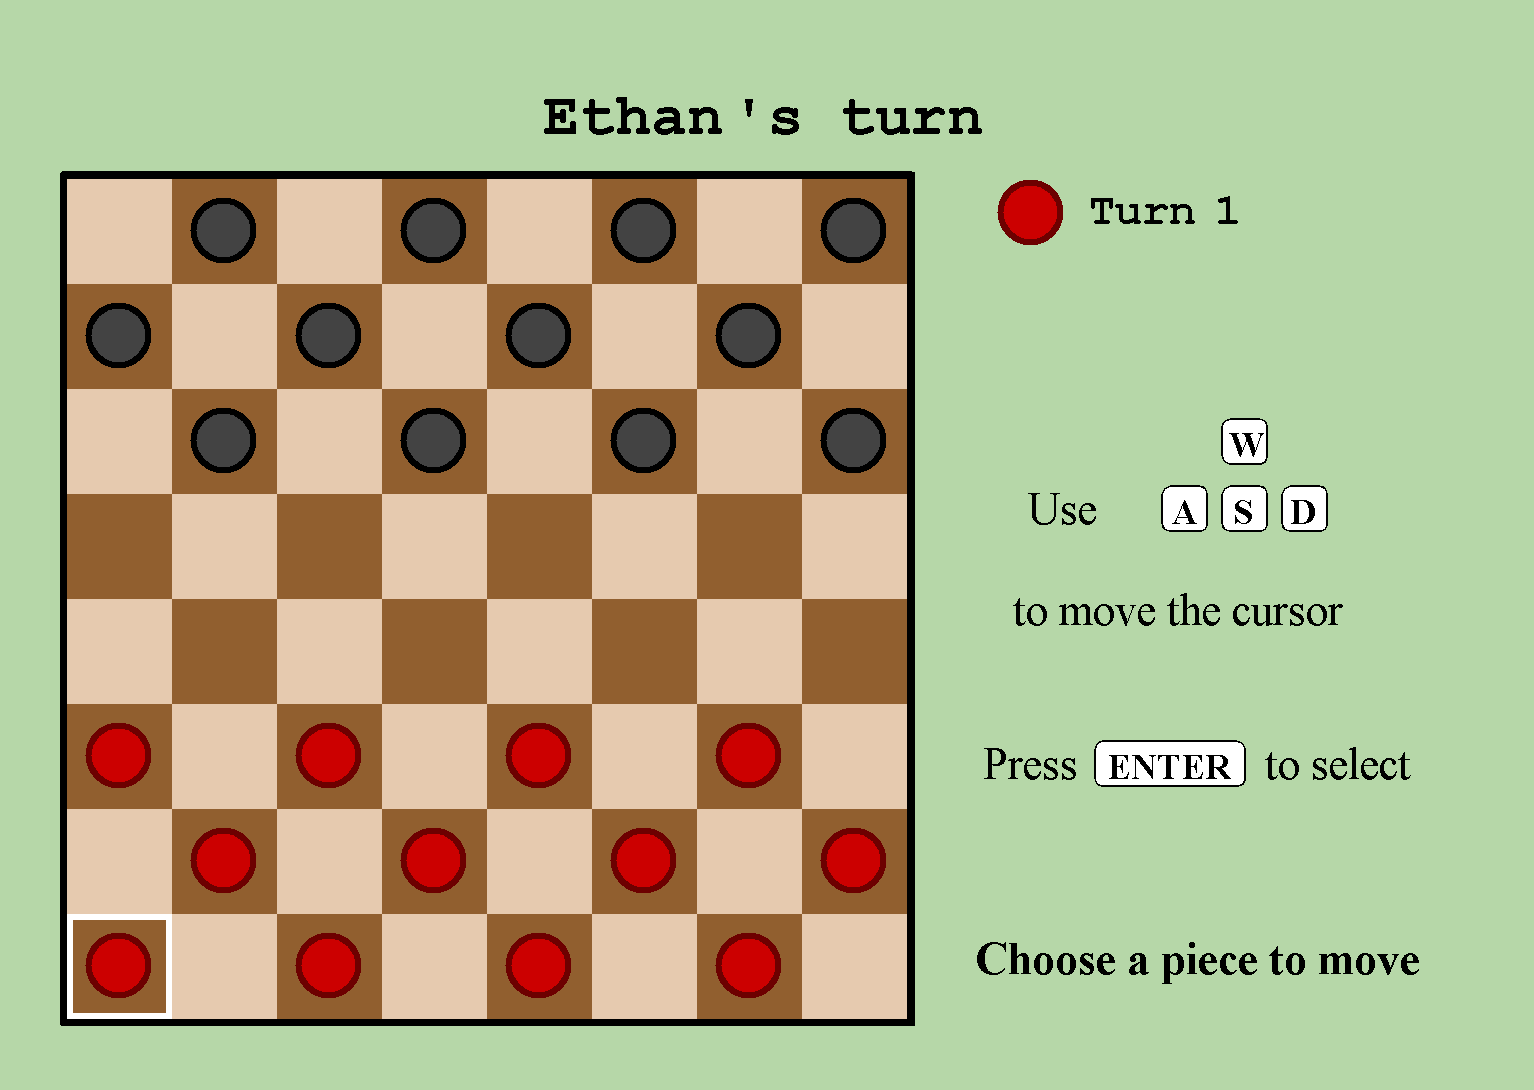 Ethan's turn
Turn 1
W
Use A S D
to move the cursor
Press ENTER to select
Choose a piece to move